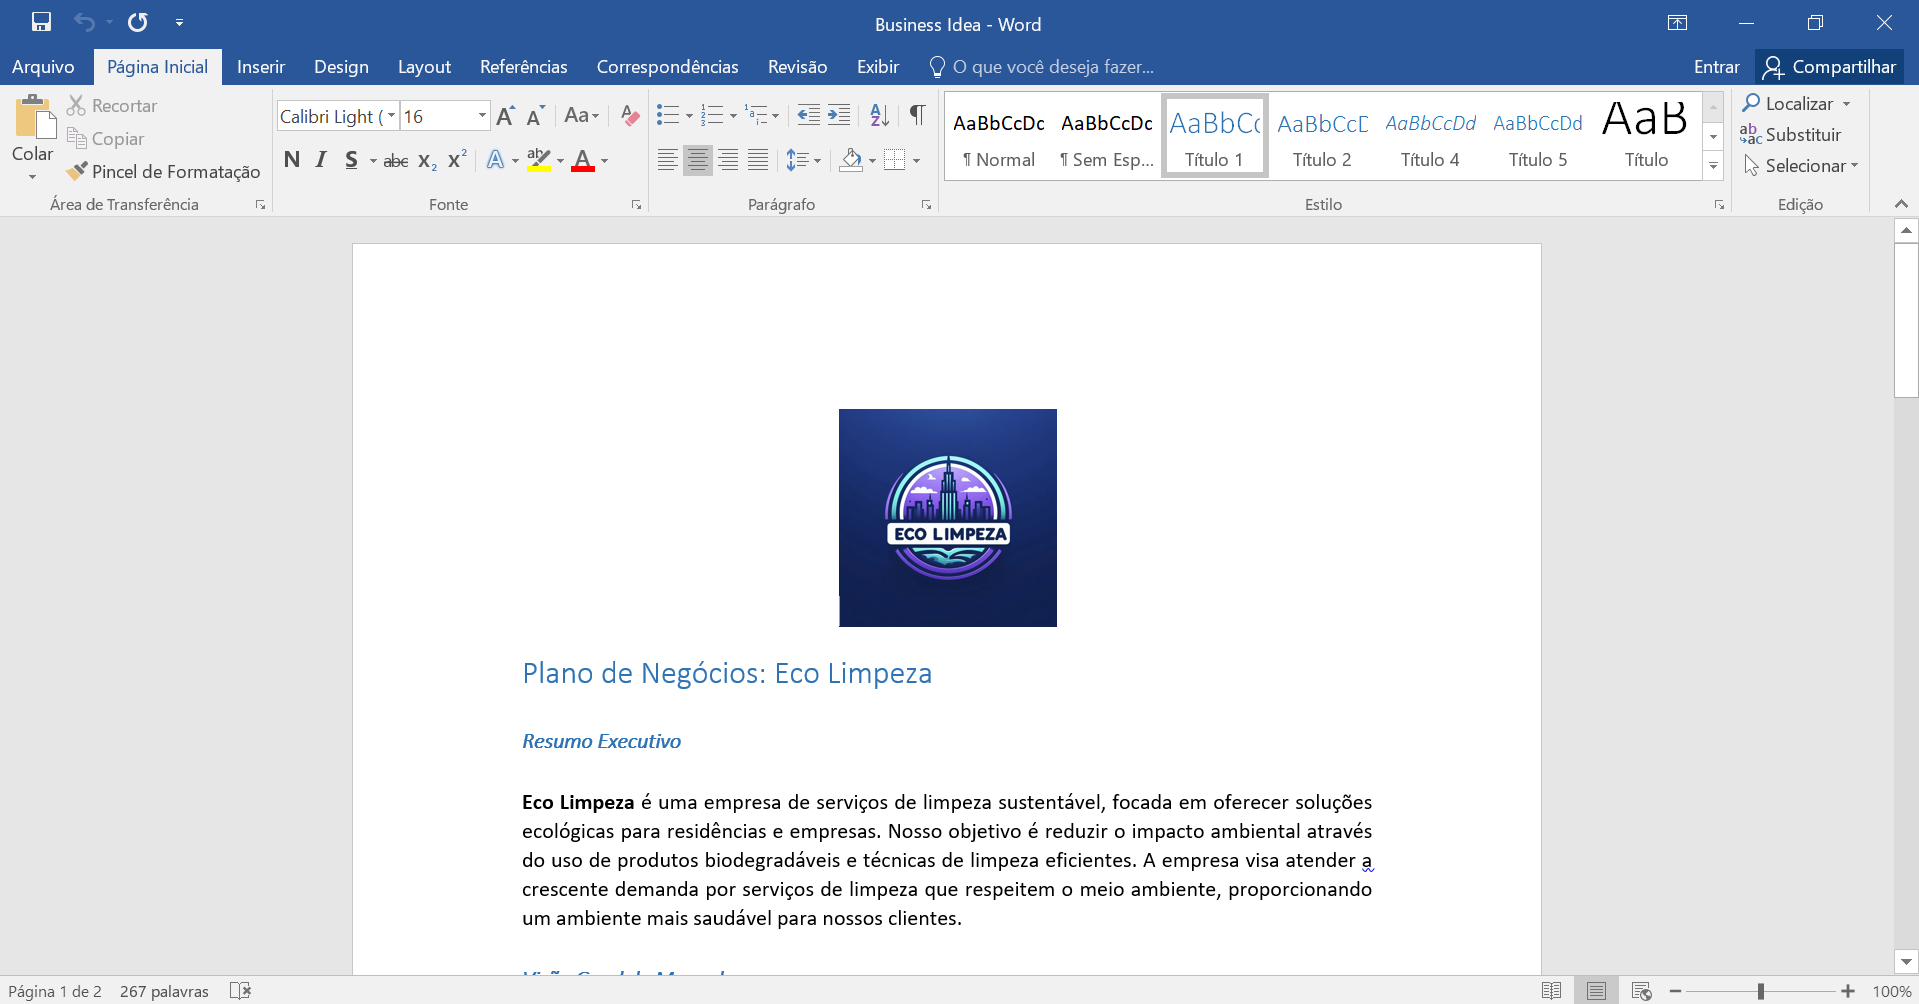 Business Idea - Word
Arquivo Página Inicial Inserir Design Layout Referências Correspondências Revisão Exibir O que você deseja fazer... Entrar Compartilhar
Colar
Recortar
Copiar
Pincel de Formatação
Área de Transferência
Calibri Light ( 16 Aa
N I S abc x₂ x² A ab A
Fonte
Parágrafo
AaBbCcDc AaBbCcDc AaBbCc AaBbCcD AaBbCcDd AaBbCcDd AaB
¶ Normal ¶ Sem Esp... Título 1 Título 2 Título 4 Título 5 Título
Estilo
Localizar
Substituir
Selecionar
Edição
ECO LIMPEZA
Plano de Negócios: Eco Limpeza
Resumo Executivo
Eco Limpeza é uma empresa de serviços de limpeza sustentável, focada em oferecer soluções
ecológicas para residências e empresas. Nosso objetivo é reduzir o impacto ambiental através
do uso de produtos biodegradáveis e técnicas de limpeza eficientes. A empresa visa atender a
crescente demanda por serviços de limpeza que respeitem o meio ambiente, proporcionando
um ambiente mais saudável para nossos clientes.
Página 1 de 2 267 palavras 100%